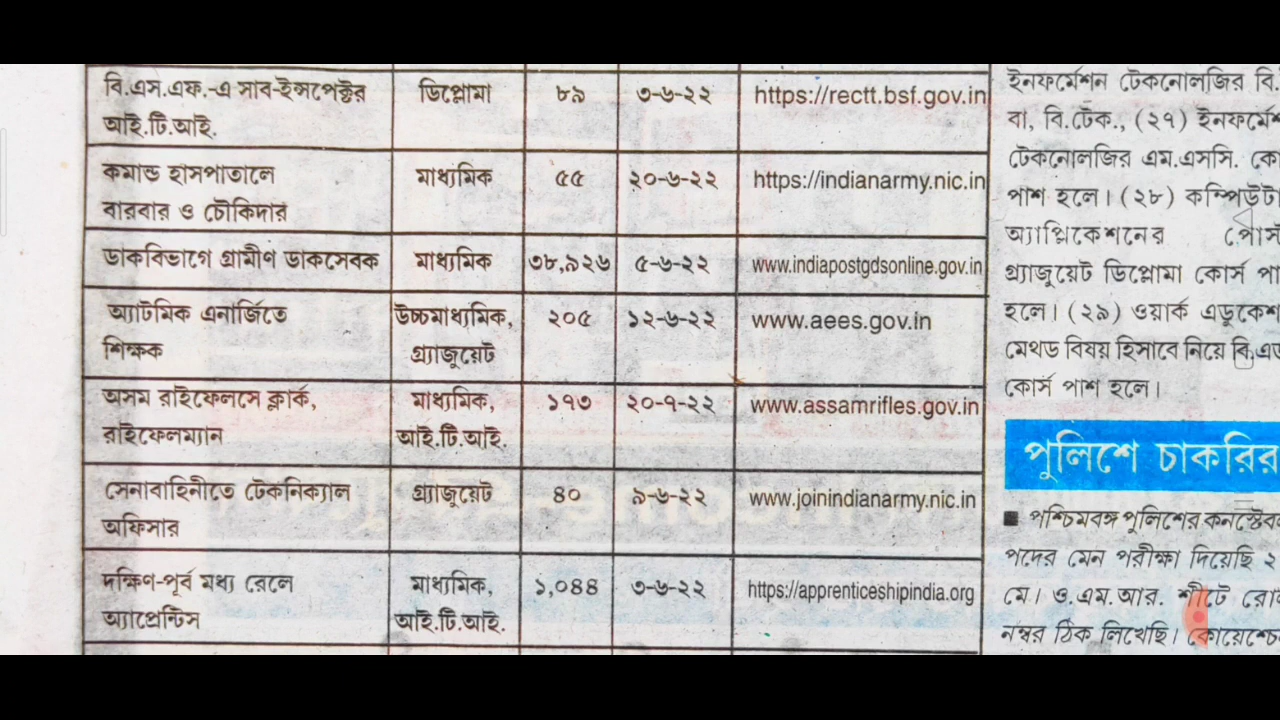 বি.এস.এফ.-এ সাব-ইন্সপেক্টর
আই.টি.আই.
ডিপ্লোমা
৮৯
৩-৬-২২
https://rectt.bsf.gov.in
কমান্ড হাসপাতালে
বারবার ও চৌকিদার
মাধ্যমিক
৫৫
২০-৬-২২
https://indianarmy.nic.in
ডাকবিভাগে গ্রামীণ ডাকসেবক
মাধ্যমিক
৩৮,৯২৬
৫-৬-২২
www.indiapostgdsonline.gov.in
অ্যাটমিক এনার্জিতে
শিক্ষক
উচ্চমাধ্যমিক,
গ্র্যাজুয়েট
২০৫
১২-৬-২২
www.aees.gov.in
অসম রাইফেলসে ক্লার্ক,
রাইফেলম্যান
মাধ্যমিক,
আই.টি.আই.
১৭৩
২০-৭-২২
www.assamrifles.gov.in
সেনাবাহিনীতে টেকনিক্যাল
অফিসার
গ্র্যাজুয়েট
৪০
৯-৬-২২
www.joinindianarmy.nic.in
দক্ষিণ-পূর্ব মধ্য রেলে
অ্যাপ্রেন্টিস
মাধ্যমিক,
আই.টি.আই.
১,০৪৪
৩-৬-২২
https://apprenticeshipindia.org
ইনফর্মেশন টেকনোলজির বি.
বা, বি.টেক., (২৭) ইনফর্মেশ
টেকনোলজির এম.এসসি. কো
পাশ হলে। (২৮) কম্পিউটা
অ্যাপ্লিকেশনের পোস্ট
গ্র্যাজুয়েট ডিপ্লোমা কোর্স পা
হলে। (২৯) ওয়ার্ক এডুকেশ
মেথড বিষয় হিসাবে নিয়ে বি.এড
কোর্স পাশ হলে।
পুলিশে চাকরির
■ পশ্চিমবঙ্গ পুলিশের কনস্টেব
পদের মেন পরীক্ষা দিয়েছি ২
মে। ও.এম.আর. শীটে রো
নম্বর ঠিক লিখেছি। কোয়েশ্চে